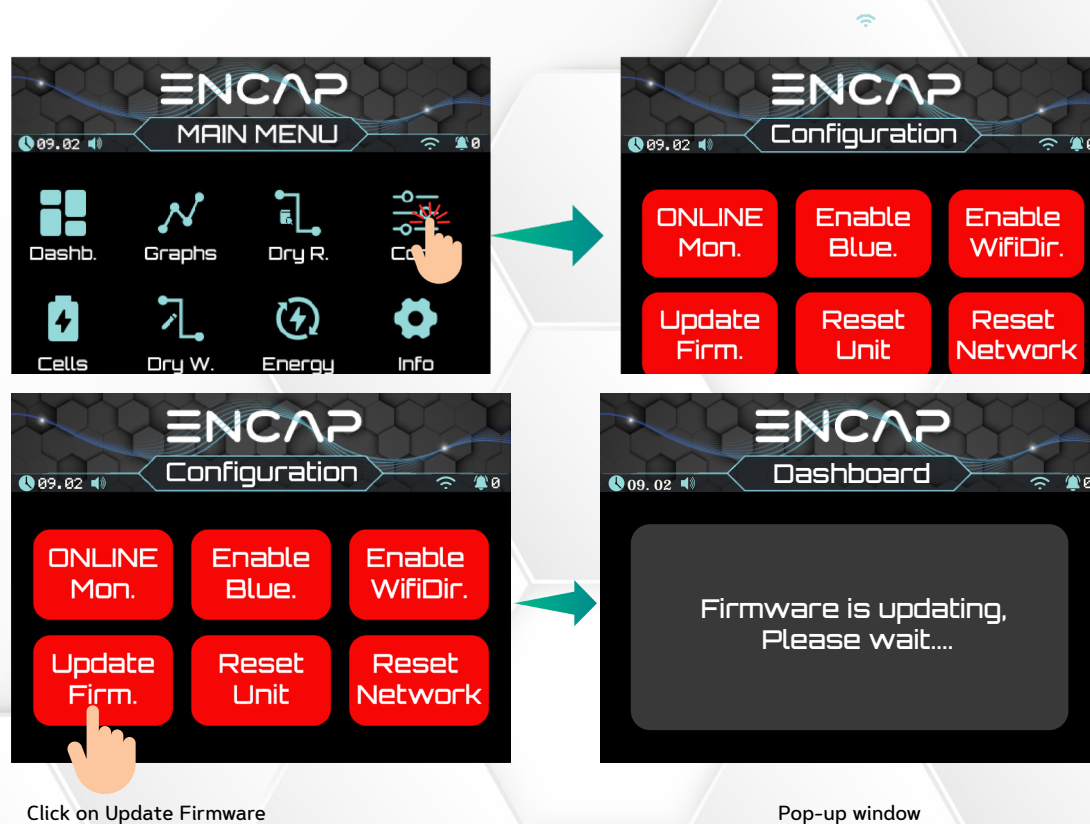 ENCAP
MAIN MENU
09.02
0
Dashb.
Graphs
Dry R.
Cells
Dry W.
Energy
Info
ENCAP
Configuration
09.02
0
ONLINE
Mon.
Enable
Blue.
Enable
WifiDir.
Update
Firm.
Reset
Unit
Reset
Network
ENCAP
Configuration
09.02
0
ONLINE
Mon.
Enable
Blue.
Enable
WifiDir.
Update
Firm.
Reset
Unit
Reset
Network
ENCAP
Dashboard
09.02
0
Firmware is updating,
Please wait....
Click on Update Firmware
Pop-up window